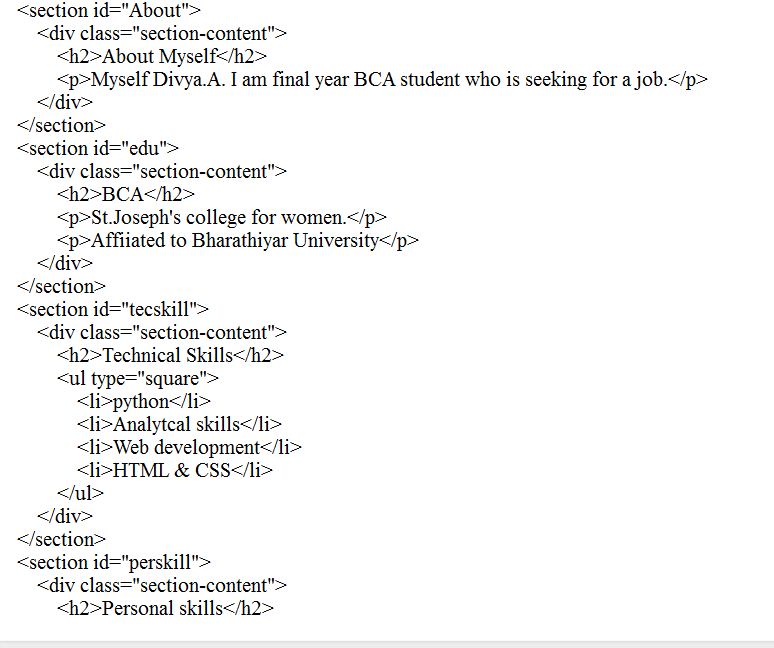 <section id="About">
<div class="section-content">
<h2>About Myself</h2>
<p>Myself Divya.A. I am final year BCA student who is seeking for a job.</p>
</div>
</section>
<section id="edu">
<div class="section-content">
<h2>BCA</h2>
<p>St.Joseph's college for women.</p>
<p>Affiiated to Bharathiyar University</p>
</div>
</section>
<section id="tecskill">
<div class="section-content">
<h2>Technical Skills</h2>
<ul type="square">
<li>python</li>
<li>Analytcal skills</li>
<li>Web development</li>
<li>HTML & CSS</li>
</ul>
</div>
</section>
<section id="perskill">
<div class="section-content">
<h2>Personal skills</h2>